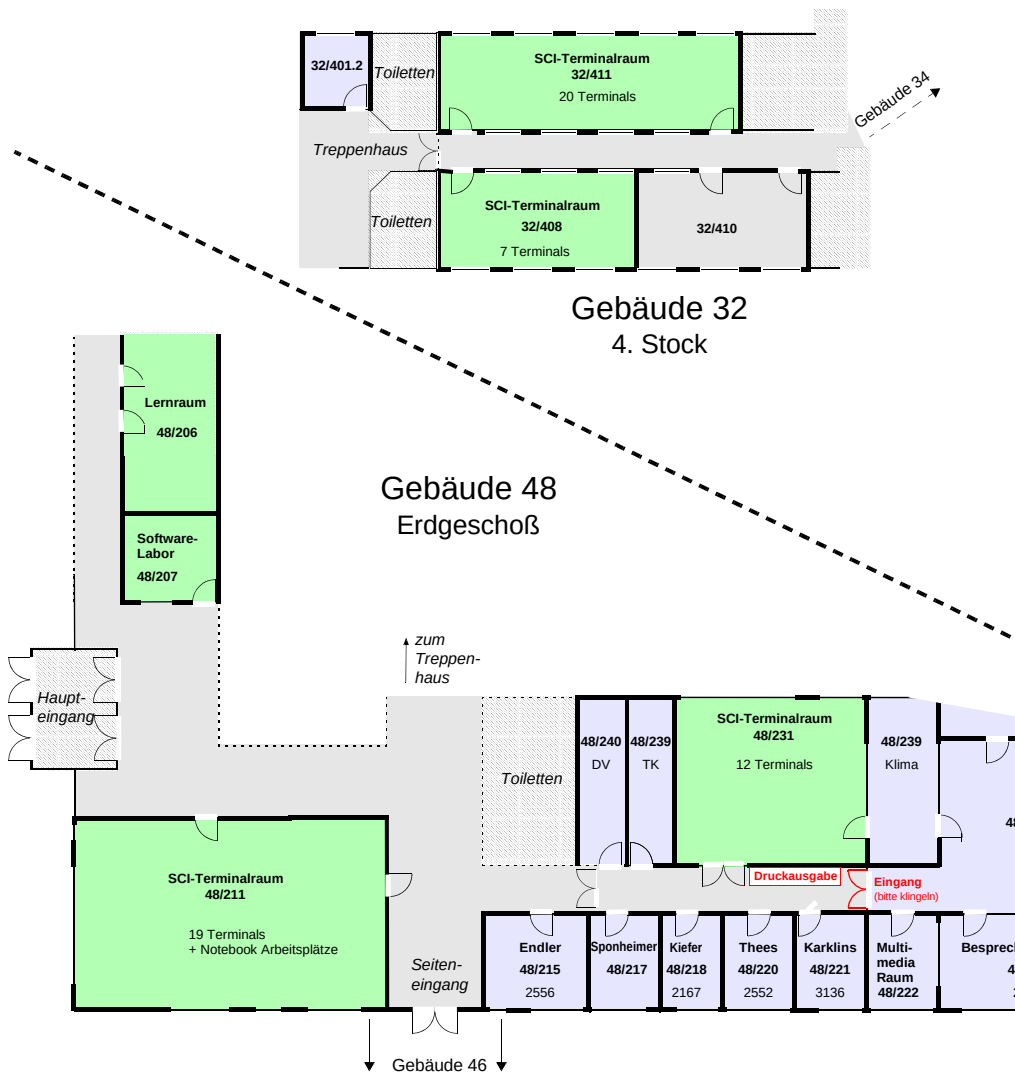 SCI-Terminalraum
32/411
20 Terminals
32/401.2
Toiletten
Gebäude 34
Treppenhaus
Toiletten
SCI-Terminalraum
32/408
7 Terminals
32/410
Gebäude 32
4. Stock
Lernraum
48/206
Gebäude 48
Erdgeschoß
Software-
Labor
48/207
zum
Treppen-
haus
Haupt-
eingang
Toiletten
48/240
DV
48/239
TK
SCI-Terminalraum
48/231
12 Terminals
48/239
Klima
48
Druckausgabe
Eingang
(bitte klingeln)
SCI-Terminalraum
48/211
19 Terminals
+ Notebook Arbeitsplätze
Seiten-
eingang
Endler
48/215
2556
Sponheimer
48/217
Kiefer
48/218
2167
Thees
48/220
2552
Karklins
48/221
3136
Multi-
media
Raum
48/222
Besprec
4
2
Gebäude 46